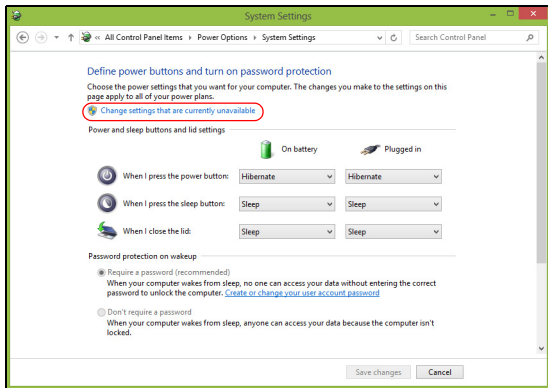 System Settings
« All Control Panel Items › Power Options › System Settings
Search Control Panel
Define power buttons and turn on password protection
Choose the power settings that you want for your computer. The changes you make to the settings on this
page apply to all of your power plans.
Change settings that are currently unavailable
Power and sleep buttons and lid settings
On battery Plugged in
When I press the power button: Hibernate Hibernate
When I press the sleep button: Sleep Sleep
When I close the lid: Sleep Sleep
Password protection on wakeup
Require a password (recommended)
When your computer wakes from sleep, no one can access your data without entering the correct
password to unlock the computer. Create or change your user account password
Don't require a password
When your computer wakes from sleep, anyone can access your data because the computer isn't
locked.
Save changes Cancel